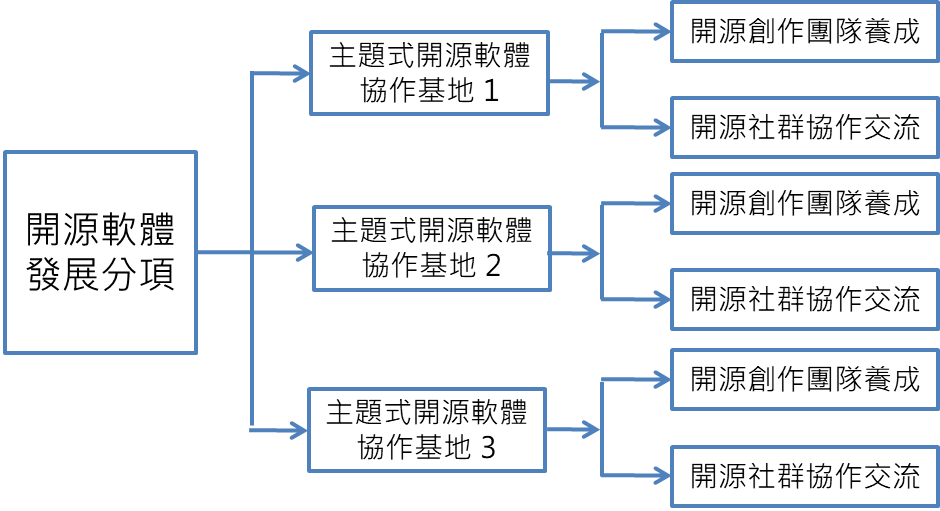 開源軟體
發展分項
主題式開源軟體
協作基地 1
開源創作團隊養成
開源社群協作交流
主題式開源軟體
協作基地 2
開源創作團隊養成
開源社群協作交流
主題式開源軟體
協作基地 3
開源創作團隊養成
開源社群協作交流